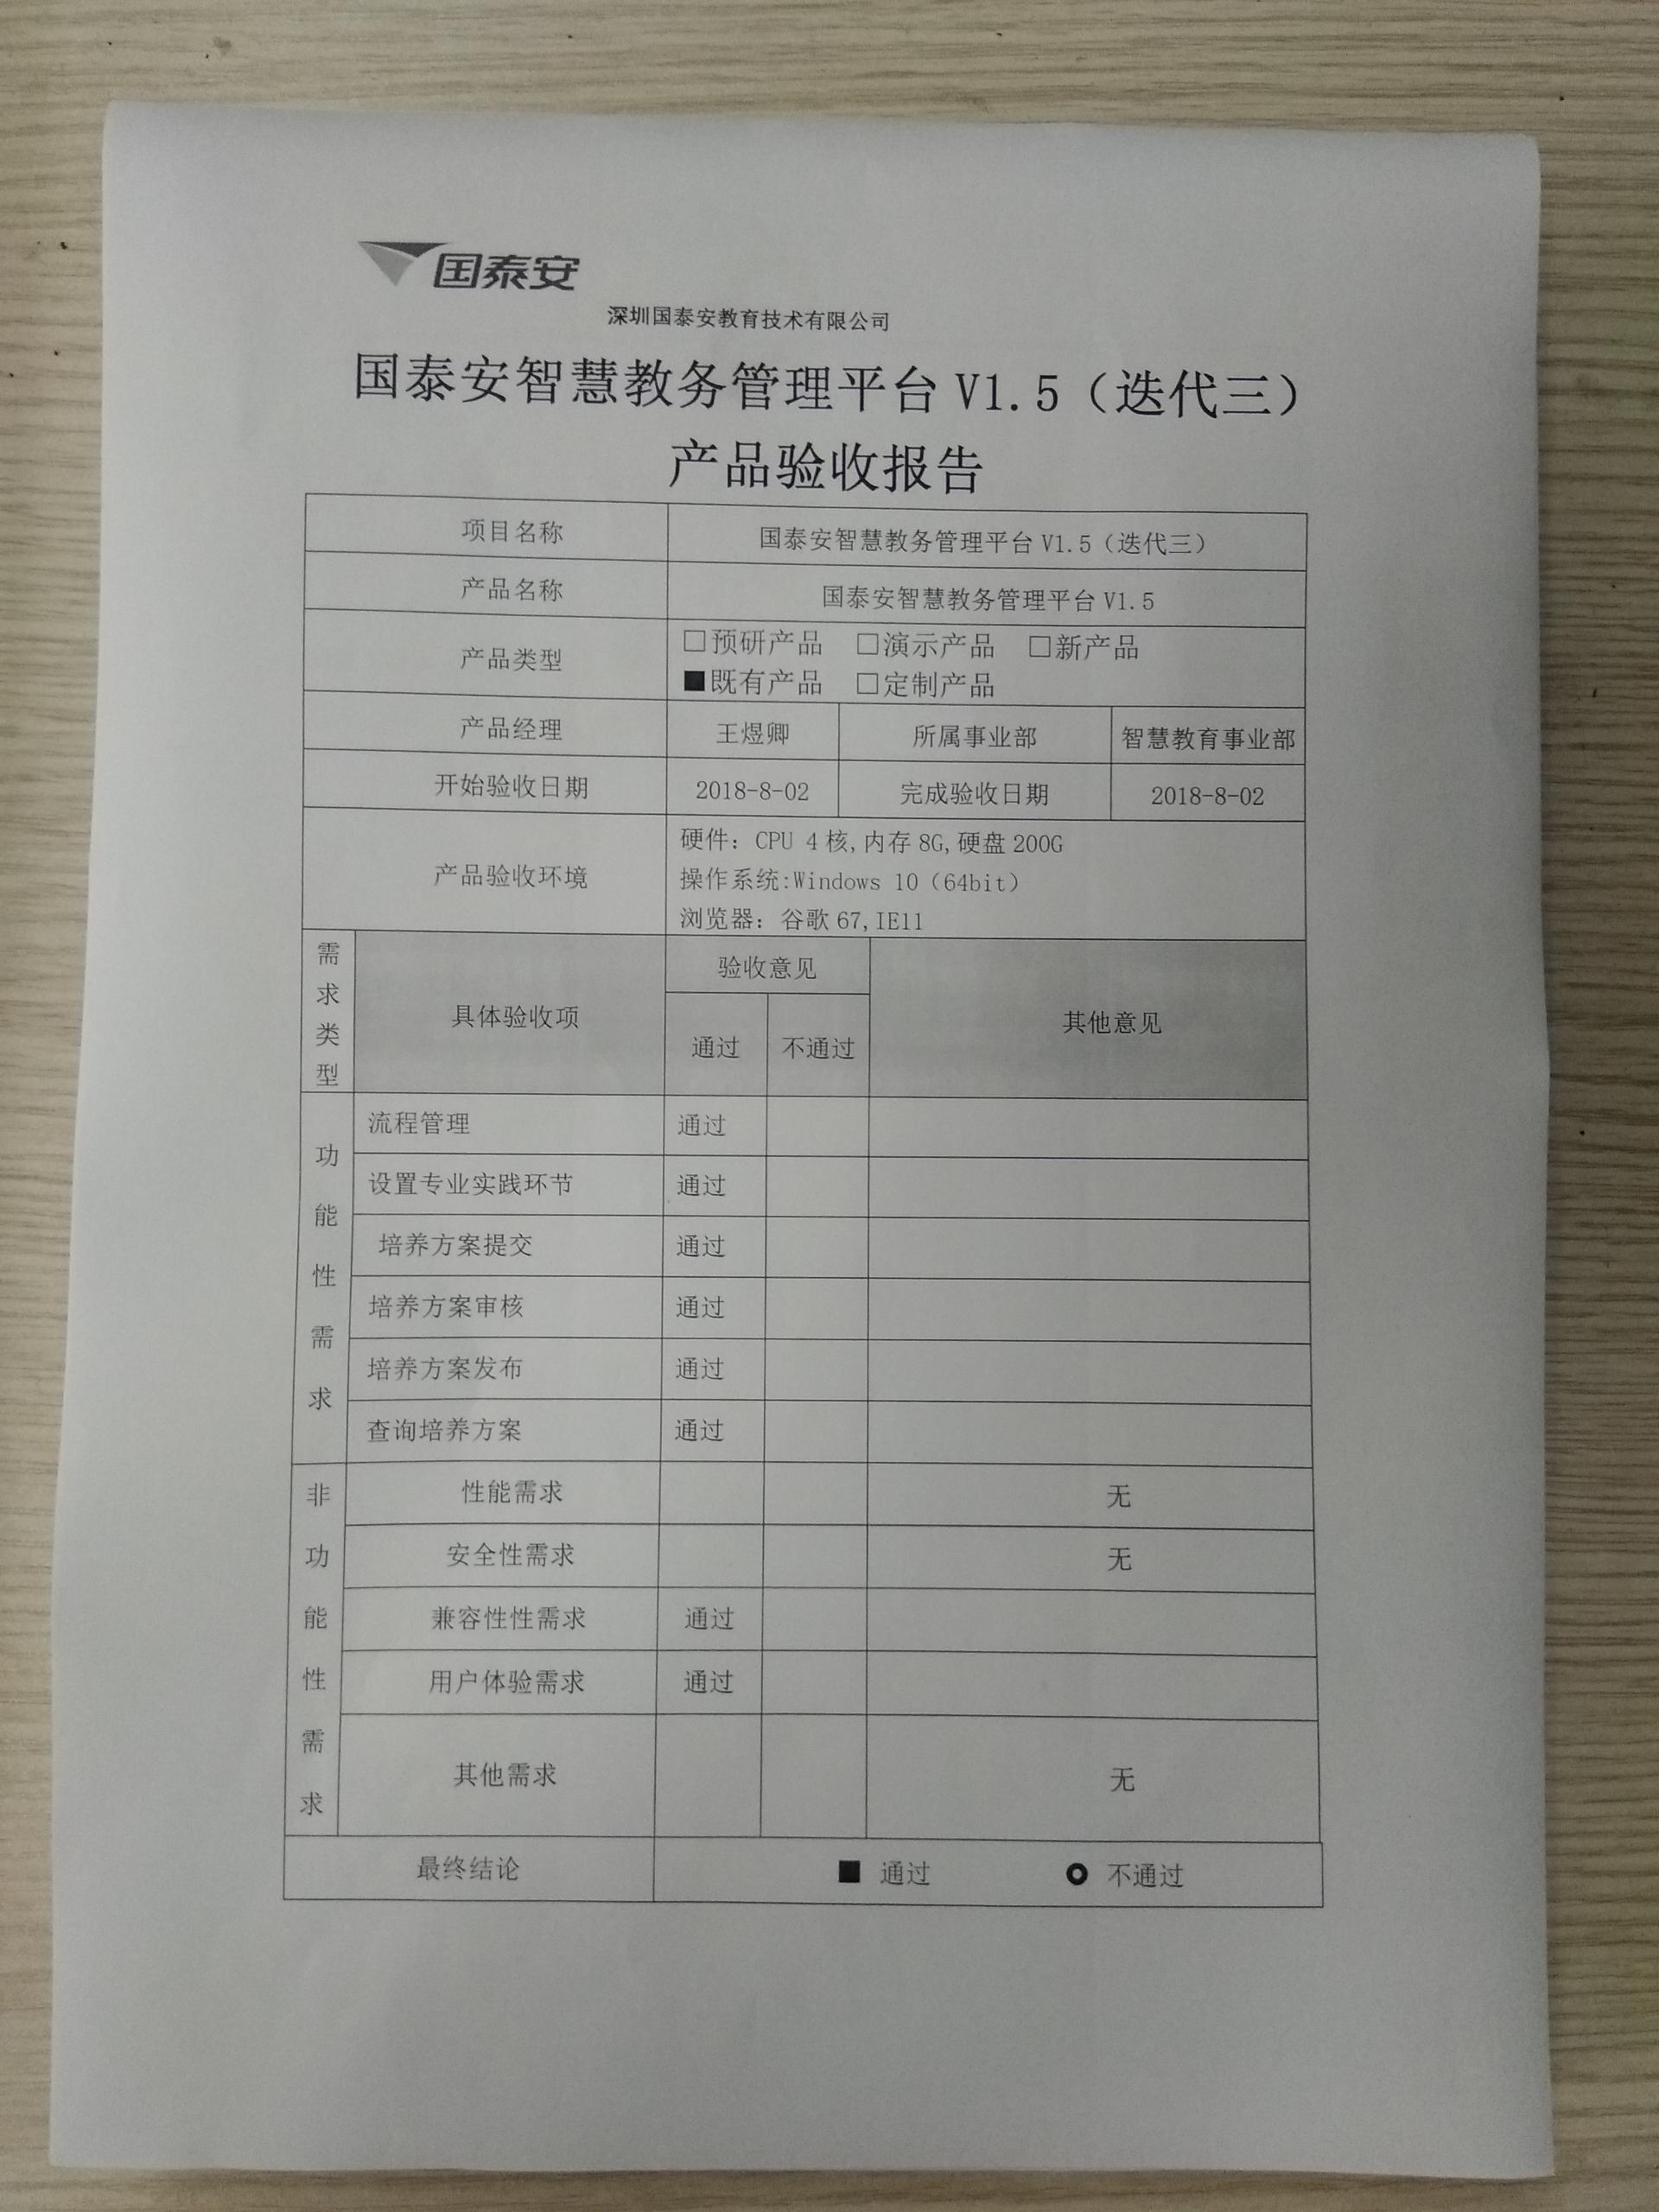 国泰安
深圳国泰安教育技术有限公司
国泰安智慧教务管理平台 V1.5（迭代三）
产品验收报告
项目名称 国泰安智慧教务管理平台 V1.5（迭代三）
产品名称 国泰安智慧教务管理平台 V1.5
产品类型 □预研产品 □演示产品 □新产品
■既有产品 □定制产品
产品经理 王煜卿 所属事业部 智慧教育事业部
开始验收日期 2018-8-02 完成验收日期 2018-8-02
产品验收环境
硬件：CPU 4 核,内存 8G,硬盘 200G
操作系统:Windows 10（64bit）
浏览器：谷歌 67,IE11
需求类型 具体验收项 验收意见 其他意见
通过 不通过
功能性需求
流程管理 通过
设置专业实践环节 通过
培养方案提交 通过
培养方案审核 通过
培养方案发布 通过
查询培养方案 通过
非功能性需求
性能需求 无
安全性需求 无
兼容性性需求 通过
用户体验需求 通过
其他需求 无
最终结论 ■ 通过 不通过